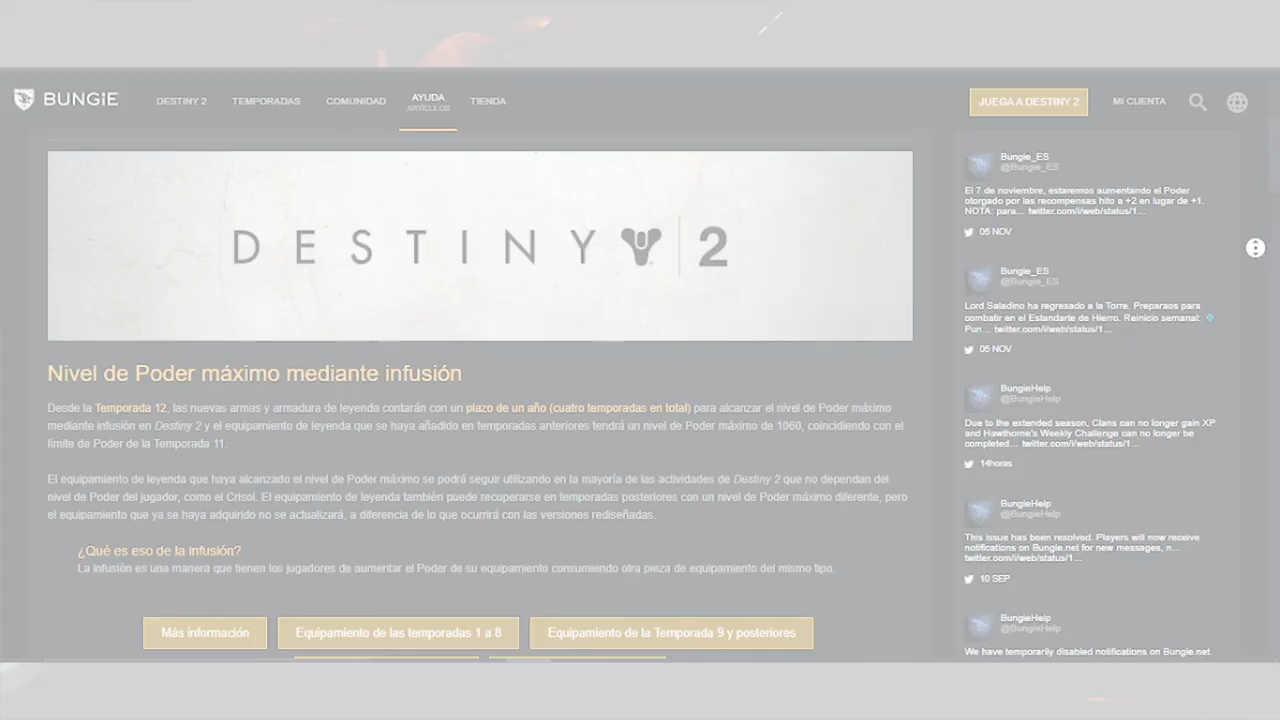 BUNGiE
DESTINY 2
TEMPORADAS
COMUNIDAD
AYUDA
ARTÍCULOS
TIENDA
JUEGA A DESTINY 2
MI CUENTA
DESTINY 2
Nivel de Poder máximo mediante infusión
Desde la Temporada 12, las nuevas armas y armadura de leyenda contarán con un plazo de un año (cuatro temporadas en total) para alcanzar el nivel de Poder máximo
mediante infusión en Destiny 2 y el equipamiento de leyenda que se haya añadido en temporadas anteriores tendrá un nivel de Poder máximo de 1060, coincidiendo con el
límite de Poder de la Temporada 11.
El equipamiento de leyenda que haya alcanzado el nivel de Poder máximo se podrá seguir utilizando en la mayoría de las actividades de Destiny 2 que no dependan del
nivel de Poder del jugador, como el Crisol. El equipamiento de leyenda también puede recuperarse en temporadas posteriores con un nivel de Poder máximo diferente, pero
el equipamiento que ya se haya adquirido no se actualizará, a diferencia de lo que ocurrirá con las versiones rediseñadas.
¿Qué es eso de la infusión?
La infusión es una manera que tienen los jugadores de aumentar el Poder de su equipamiento consumiendo otra pieza de equipamiento del mismo tipo.
Más información
Equipamiento de las temporadas 1 a 8
Equipamiento de la Temporada 9 y posteriores
Bungie_ES
@Bungie_ES
El 7 de noviembre, estaremos aumentando el Poder
otorgado por las recompensas hito a +2 en lugar de +1.
NOTA: para... twitter.com/i/web/status/1...
05 NOV
Bungie_ES
@Bungie_ES
Lord Saladino ha regresado a la Torre. Preparaos para
combatir en el Estandarte de Hierro. Reinicio semanal:
Pun... twitter.com/i/web/status/1...
05 NOV
BungieHelp
@BungieHelp
Due to the extended season, Clans can no longer gain XP
and Hawthorne's Weekly Challenge can no longer be
completed... twitter.com/i/web/status/1...
14horas
BungieHelp
@BungieHelp
This issue has been resolved. Players will now receive
notifications on Bungie.net for new messages, n...
twitter.com/i/web/status/1...
10 SEP
BungieHelp
@BungieHelp
We have temporarily disabled notifications on Bungie.net.